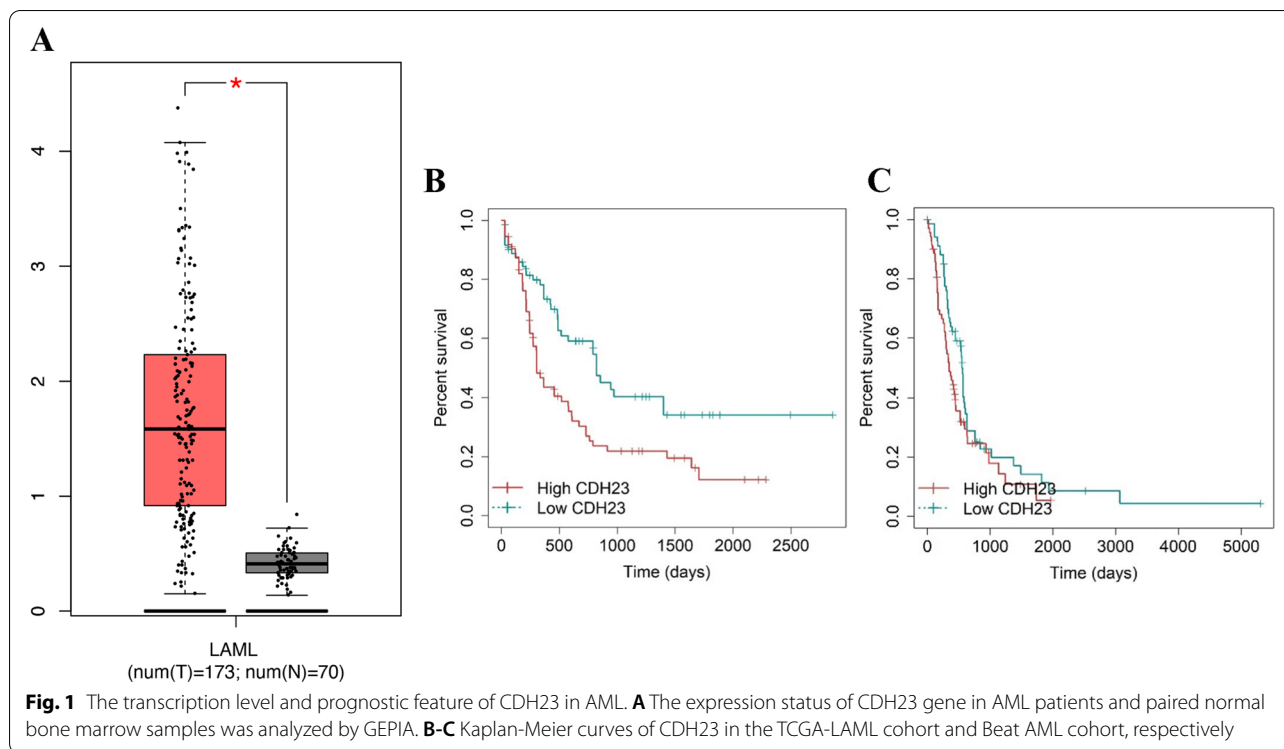 A
4
3
2
1
0
*
LAML
(num(T)=173; num(N)=70)
B
Percent survival
1.0
0.8
0.6
0.4
0.2
0.0
High CDH23
Low CDH23
0 500 1000 1500 2000 2500
Time (days)
C
Percent survival
1.0
0.8
0.6
0.4
0.2
0.0
High CDH23
Low CDH23
0 1000 2000 3000 4000 5000
Time (days)
Fig. 1 The transcription level and prognostic feature of CDH23 in AML. A The expression status of CDH23 gene in AML patients and paired normal
bone marrow samples was analyzed by GEPIA. B-C Kaplan-Meier curves of CDH23 in the TCGA-LAML cohort and Beat AML cohort, respectively